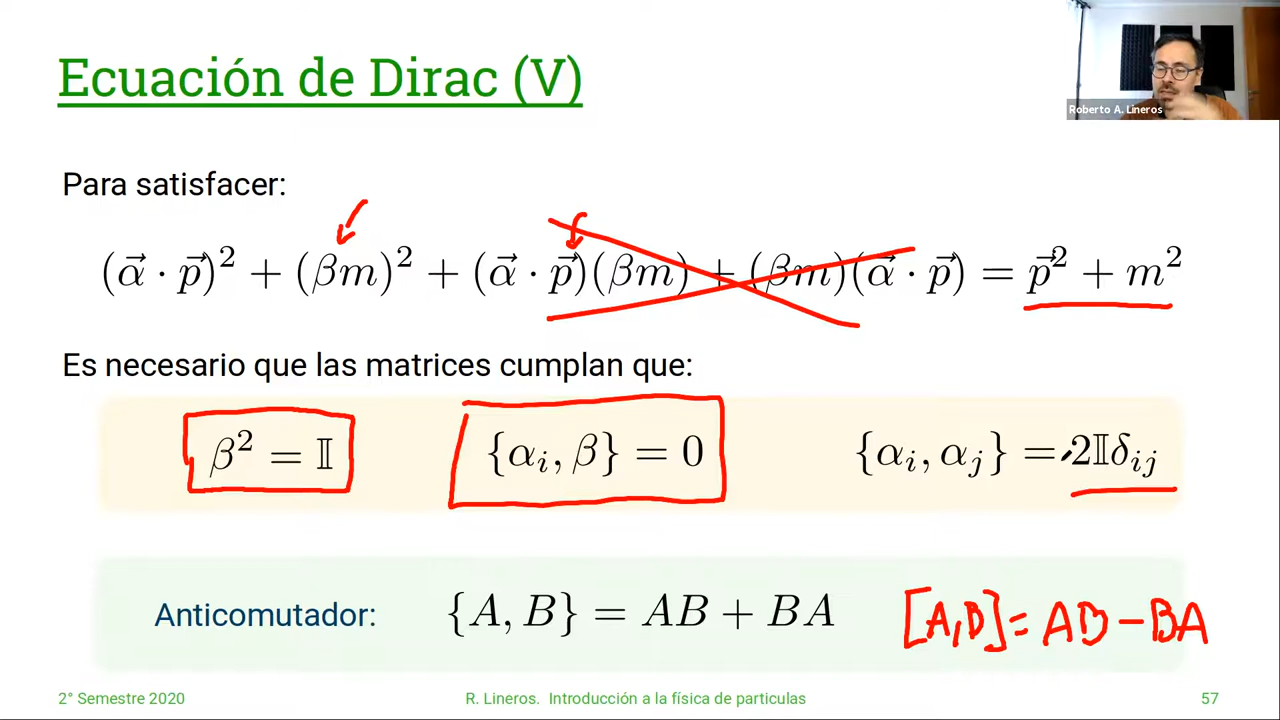 Ecuación de Dirac (V)
Roberto A. Lineros
Para satisfacer:
(α⃗ · p⃗)² + (βm)² + (α⃗ · p⃗)(βm) + (βm)(α⃗ · p⃗) = p⃗² + m²
Es necesario que las matrices cumplan que:
β² = 𝕀 {αᵢ, β} = 0 {αᵢ, αⱼ} = 2𝕀δᵢⱼ
Anticomutador: {A, B} = AB + BA [A,B] = AB - BA
2° Semestre 2020 R. Lineros. Introducción a la física de particulas 57